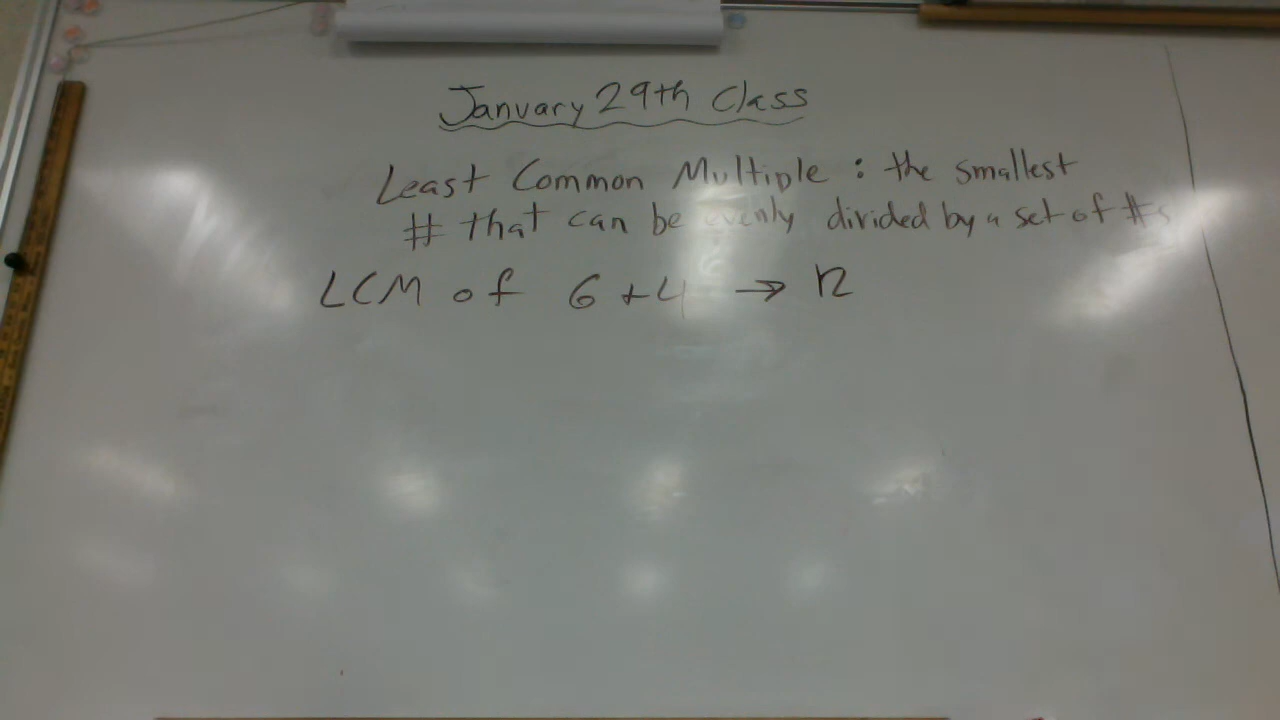 January 29th Class
Least Common Multiple : the smallest
# that can be evenly divided by a set of #s
LCM of 6 + 4 → 12